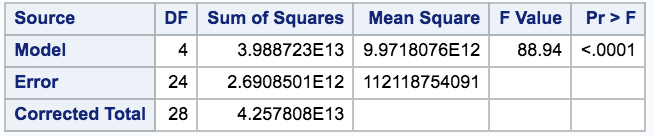 Source DF Sum of Squares Mean Square F Value Pr > F
Model 4 3.988723E13 9.9718076E12 88.94 <.0001
Error 24 2.6908501E12 112118754091
Corrected Total 28 4.257808E13